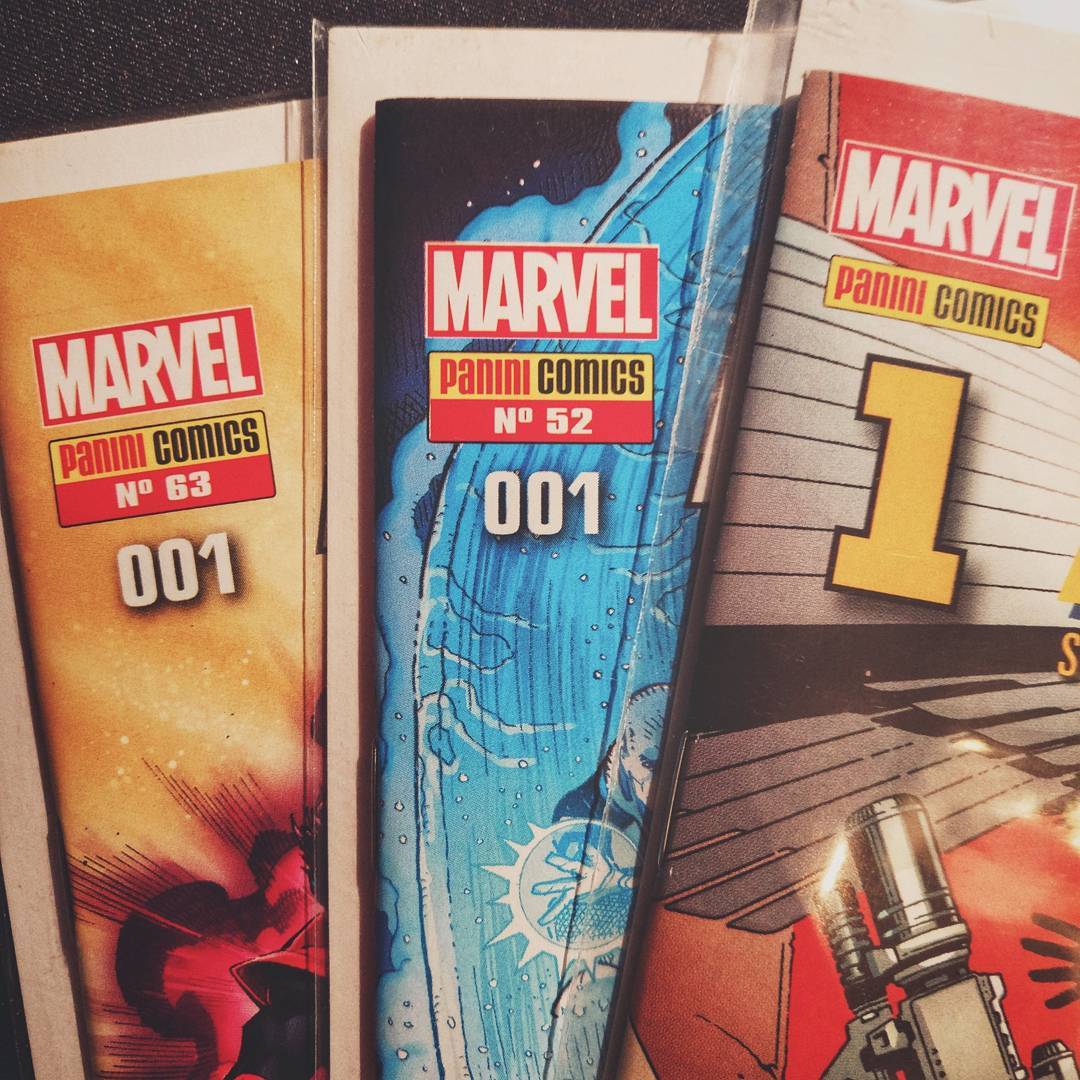 MARVEL
PANINI COMICS
Nº 63
001
MARVEL
PANINI COMICS
Nº 52
001
MARVEL
PANINI COMICS
1
S